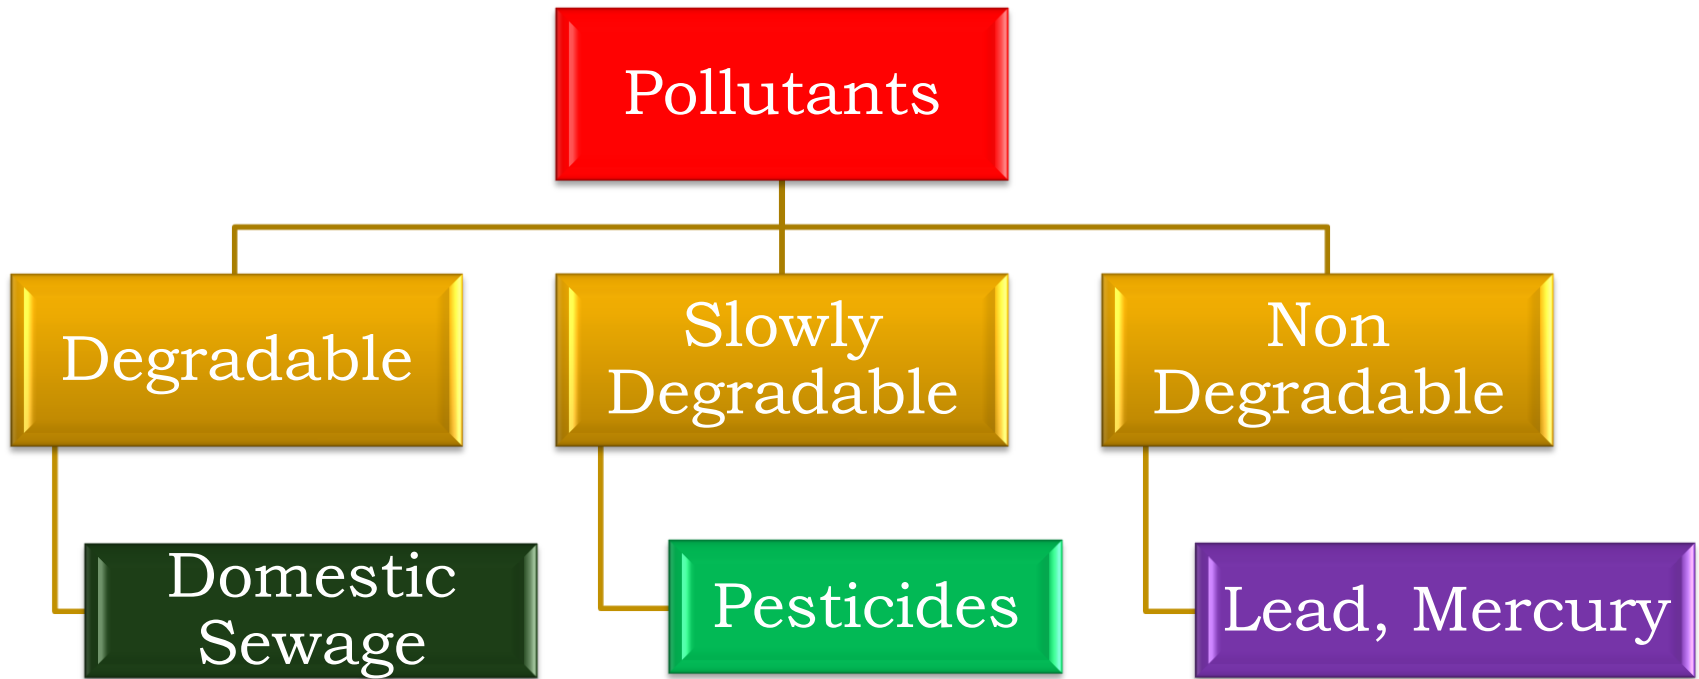 Pollutants
Degradable
Slowly
Degradable
Non
Degradable
Domestic
Sewage
Pesticides
Lead, Mercury